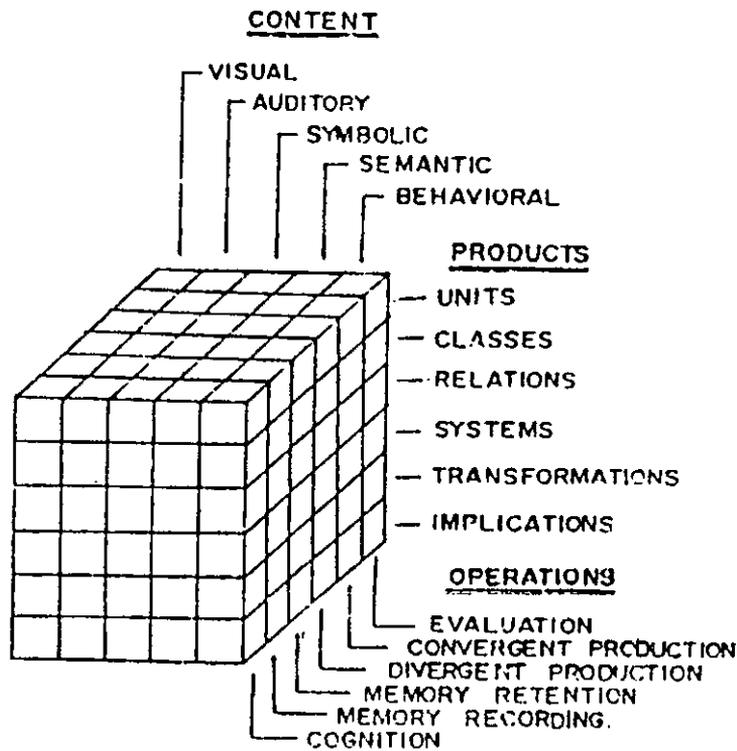 CONTENT
VISUAL
AUDITORY
SYMBOLIC
SEMANTIC
BEHAVIORAL
PRODUCTS
UNITS
CLASSES
RELATIONS
SYSTEMS
TRANSFORMATIONS
IMPLICATIONS
OPERATIONS
EVALUATION
CONVERGENT PRODUCTION
DIVERGENT PRODUCTION
MEMORY RETENTION
MEMORY RECORDING.
COGNITION